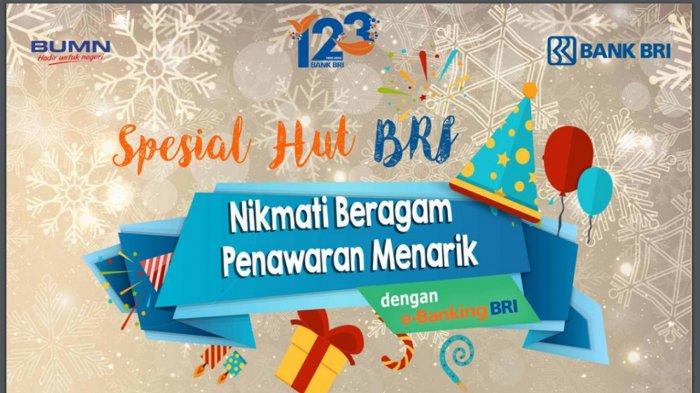 BUMN
Hadir untuk negeri
123
BANK BRI
BANK BRI
Spesial Hut BRI
Nikmati Beragam
Penawaran Menarik
dengan
e-Banking BRI